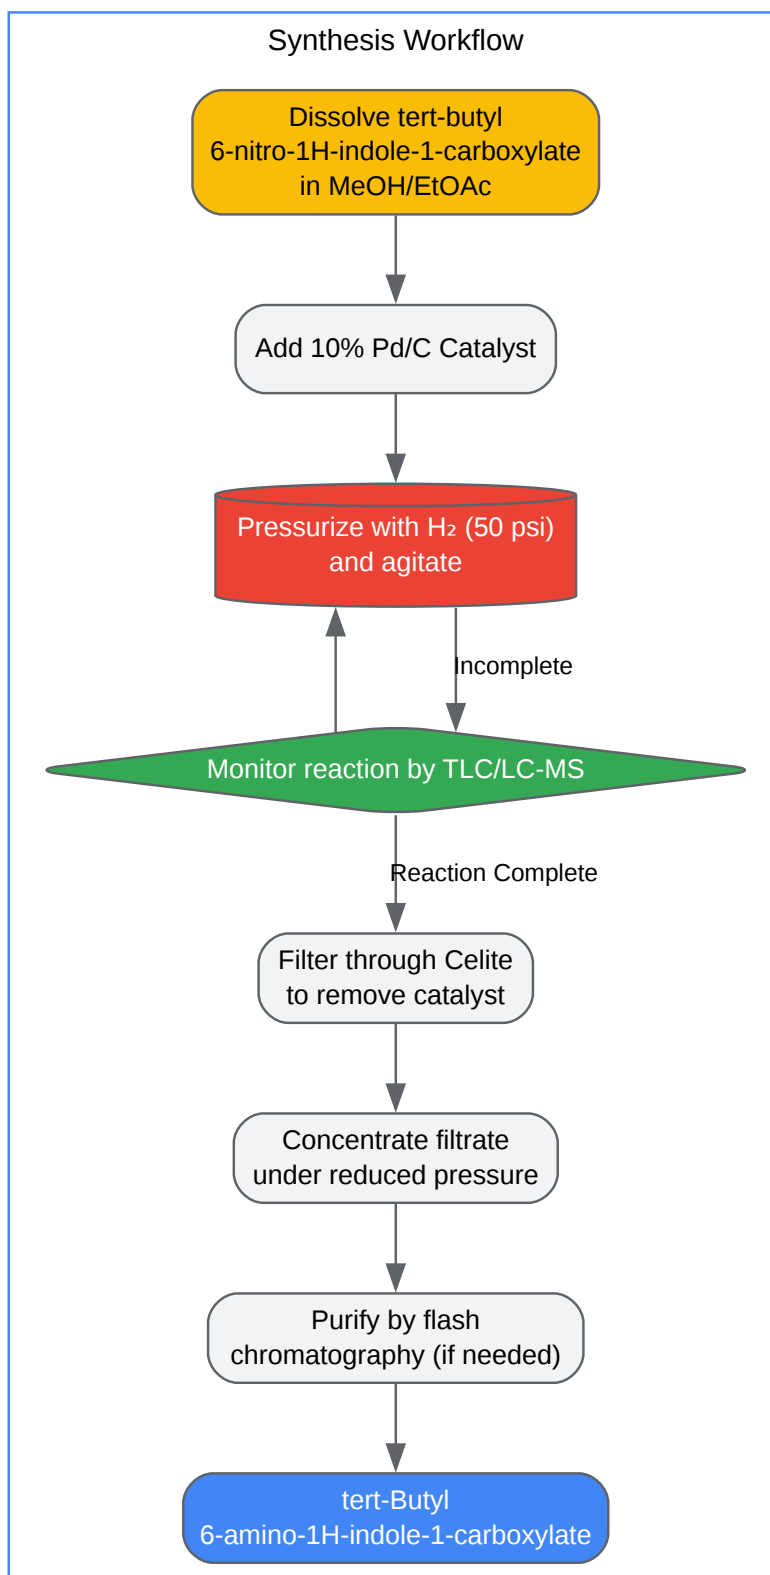 Synthesis Workflow
Dissolve tert-butyl
6-nitro-1H-indole-1-carboxylate
in MeOH/EtOAc
Add 10% Pd/C Catalyst
Pressurize with H₂ (50 psi)
and agitate
Incomplete
Monitor reaction by TLC/LC-MS
Reaction Complete
Filter through Celite
to remove catalyst
Concentrate filtrate
under reduced pressure
Purify by flash
chromatography (if needed)
tert-Butyl
6-amino-1H-indole-1-carboxylate